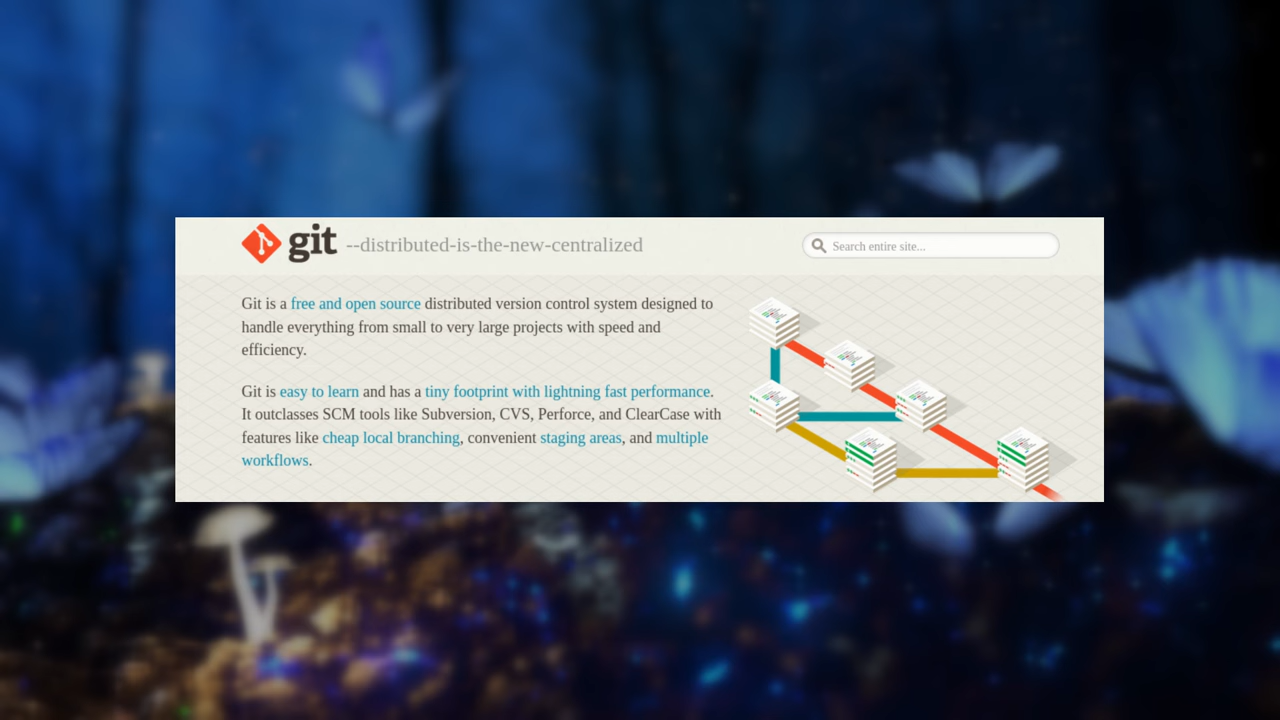 git --distributed-is-the-new-centralized
Search entire site...
Git is a free and open source distributed version control system designed to
handle everything from small to very large projects with speed and
efficiency.
Git is easy to learn and has a tiny footprint with lightning fast performance.
It outclasses SCM tools like Subversion, CVS, Perforce, and ClearCase with
features like cheap local branching, convenient staging areas, and multiple
workflows.